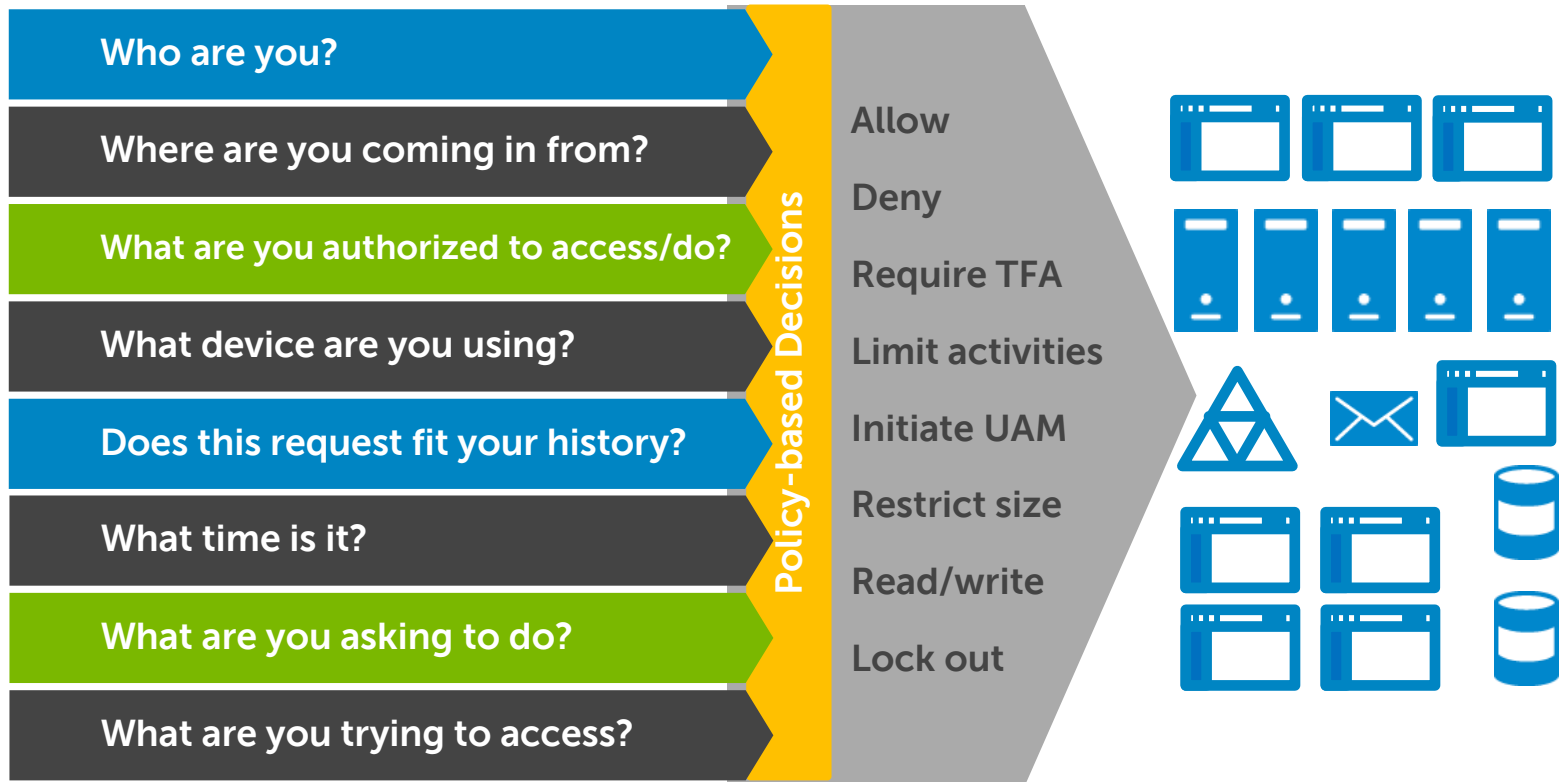 Who are you?
Where are you coming in from?
What are you authorized to access/do?
What device are you using?
Does this request fit your history?
What time is it?
What are you asking to do?
What are you trying to access?
Policy-based Decisions
Allow
Deny
Require TFA
Limit activities
Initiate UAM
Restrict size
Read/write
Lock out